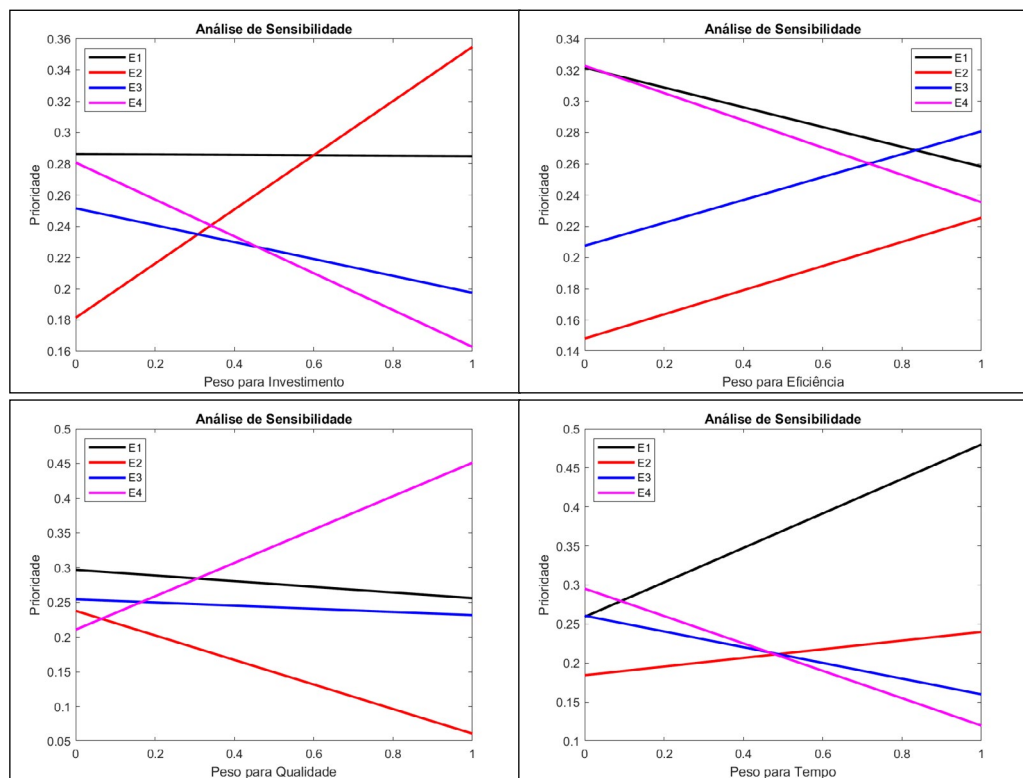 Análise de Sensibilidade
0.36
0.34
0.32
0.3
0.28
0.26
0.24
0.22
0.2
0.18
0.16
E1
E2
E3
E4
Prioridade
0
0.2
0.4
0.6
0.8
1
Peso para Investimento
Análise de Sensibilidade
0.34
0.32
0.3
0.28
0.26
0.24
0.22
0.2
0.18
0.16
0.14
E1
E2
E3
E4
Prioridade
0
0.2
0.4
0.6
0.8
1
Peso para Eficiência
Análise de Sensibilidade
0.5
0.45
0.4
0.35
0.3
0.25
0.2
0.15
0.1
0.05
E1
E2
E3
E4
Prioridade
0
0.2
0.4
0.6
0.8
1
Peso para Qualidade
Análise de Sensibilidade
0.5
0.45
0.4
0.35
0.3
0.25
0.2
0.15
0.1
E1
E2
E3
E4
Prioridade
0
0.2
0.4
0.6
0.8
1
Peso para Tempo